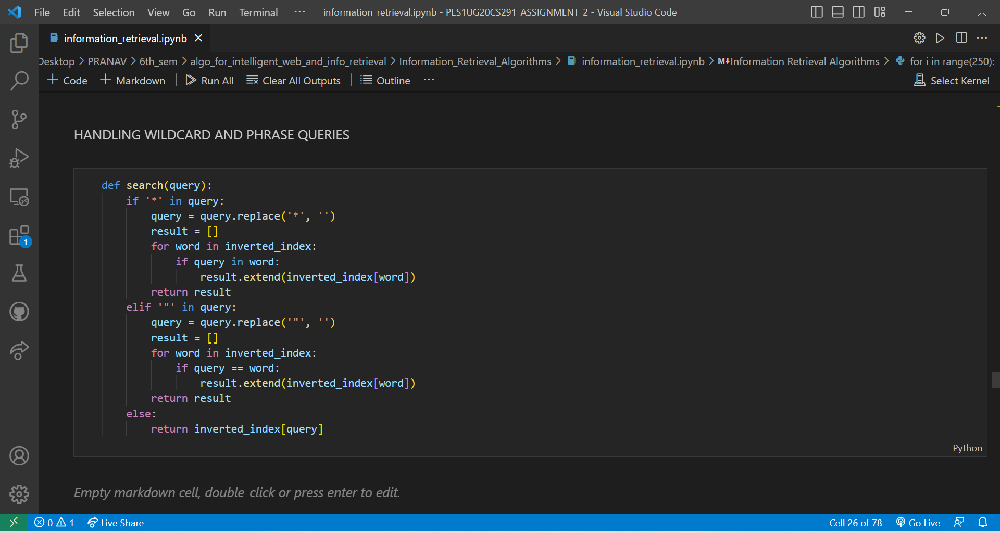 File Edit Selection View Go Run Terminal ··· information_retrieval.ipynb - PES1UG20CS291_ASSIGNMENT_2 - Visual Studio Code
information_retrieval.ipynb
Desktop > PRANAV > 6th_sem > algo_for_intelligent_web_and_info_retrieval > Information_Retrieval_Algorithms > information_retrieval.ipynb > M↓Information Retrieval Algorithms > for i in range(250):
+ Code + Markdown | Run All Clear All Outputs | Outline ··· Select Kernel
HANDLING WILDCARD AND PHRASE QUERIES
def search(query):
    if '*' in query:
        query = query.replace('*', '')
        result = []
        for word in inverted_index:
            if query in word:
                result.extend(inverted_index[word])
        return result
    elif '"' in query:
        query = query.replace('"', '')
        result = []
        for word in inverted_index:
            if query == word:
                result.extend(inverted_index[word])
        return result
    else:
        return inverted_index[query]
Python
Empty markdown cell, double-click or press enter to edit.
1
0 1 Live Share Cell 26 of 78 Go Live